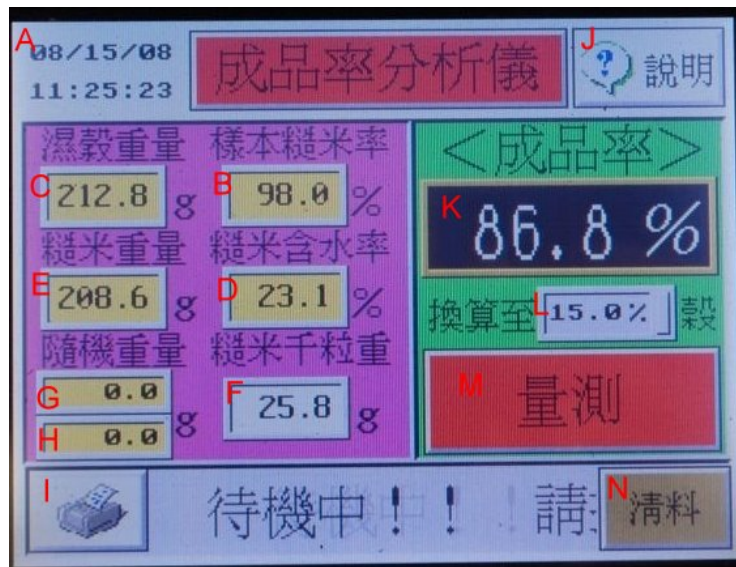 A
08/15/08
11:25:23
成品率分析儀
J
?
說明
濕穀重量
樣本糙米率
<成品率>
C
212.8 g
B
98.0 %
K
86.8 %
糙米重量
糙米含水率
E
208.6 g
D
23.1 %
換算至
L
15.0%
穀
隨機重量
糙米千粒重
G
0.0
H
0.0
g
F
25.8 g
M
量測
I
待機中!!
請
N
清料